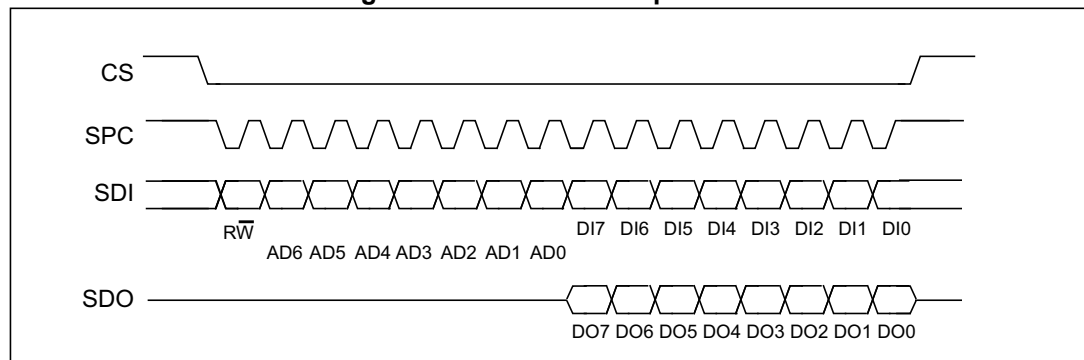 CS
SPC
SDI
RW̅ DI7 DI6 DI5 DI4 DI3 DI2 DI1 DI0
AD6 AD5 AD4 AD3 AD2 AD1 AD0
SDO
DO7 DO6 DO5 DO4 DO3 DO2 DO1 DO0